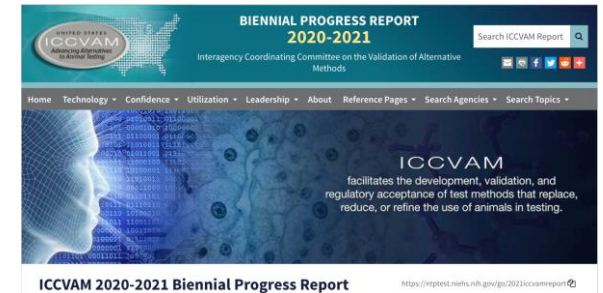 UNITED STATES
ICCVAM
Advancing Alternatives
to Animal Testing
BIENNIAL PROGRESS REPORT
2020-2021
Interagency Coordinating Committee on the Validation of Alternative
Methods
Search ICCVAM Report
Home Technology Confidence Utilization Leadership About Reference Pages Search Agencies Search Topics
ICCVAM
facilitates the development, validation, and
regulatory acceptance of test methods that replace,
reduce, or refine the use of animals in testing.
ICCVAM 2020-2021 Biennial Progress Report
https://ntptest.niehs.nih.gov/go/2021iccvamreport